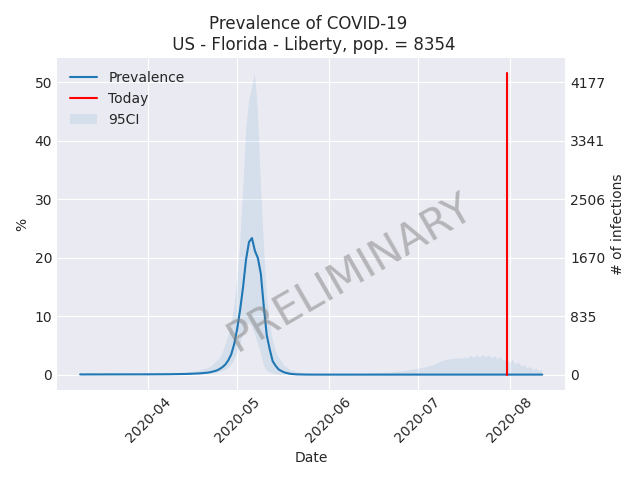 Prevalence of COVID-19
US - Florida - Liberty, pop. = 8354
Prevalence
Today
95CI
50
40
30
20
10
0
%
4177
3341
2506
1670
835
0
# of infections
PRELIMINARY
2020-04
2020-05
2020-06
2020-07
2020-08
Date